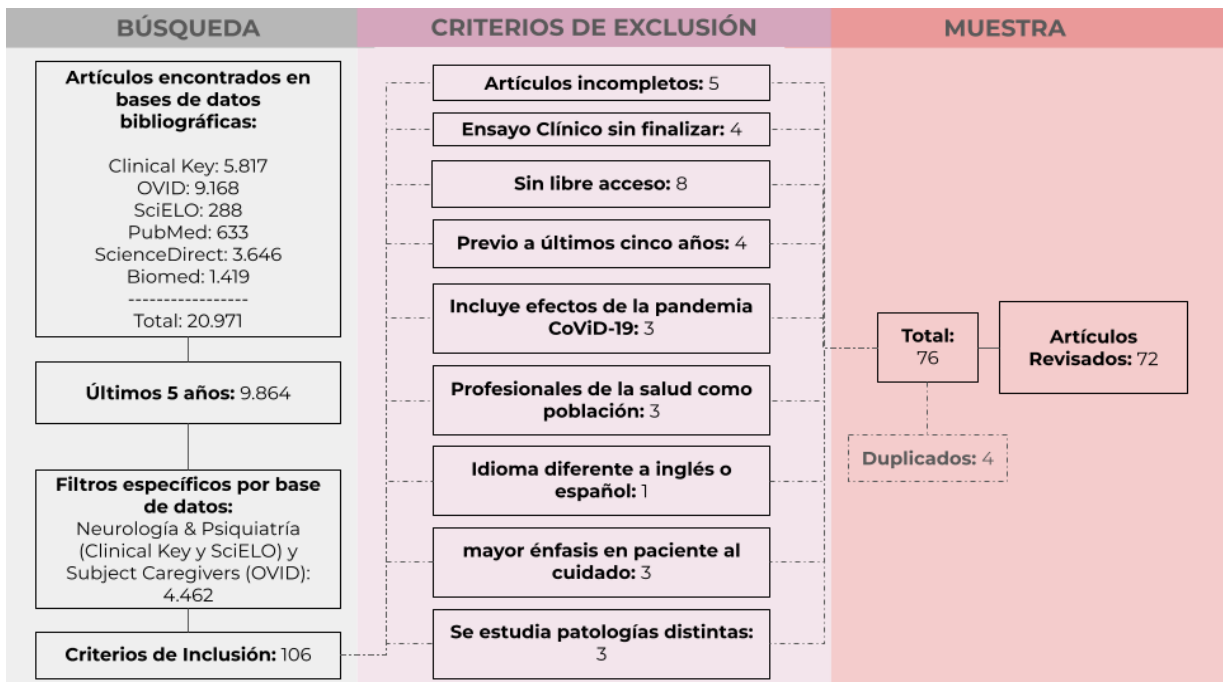 BÚSQUEDA
Artículos encontrados en
bases de datos
bibliográficas:
Clinical Key: 5.817
OVID: 9.168
SciELO: 288
PubMed: 633
ScienceDirect: 3.646
Biomed: 1.419
-----------------
Total: 20.971
Últimos 5 años: 9.864
Filtros específicos por base
de datos:
Neurología & Psiquiatría
(Clinical Key y SciELO) y
Subject Caregivers (OVID):
4.462
Criterios de Inclusión: 106
CRITERIOS DE EXCLUSIÓN
Artículos incompletos: 5
Ensayo Clínico sin finalizar: 4
Sin libre acceso: 8
Previo a últimos cinco años: 4
Incluye efectos de la pandemia
CoViD-19: 3
Profesionales de la salud como
población: 3
Idioma diferente a inglés o
español: 1
mayor énfasis en paciente al
cuidado: 3
Se estudia patologías distintas:
3
MUESTRA
Total:
76
Artículos
Revisados: 72
Duplicados: 4